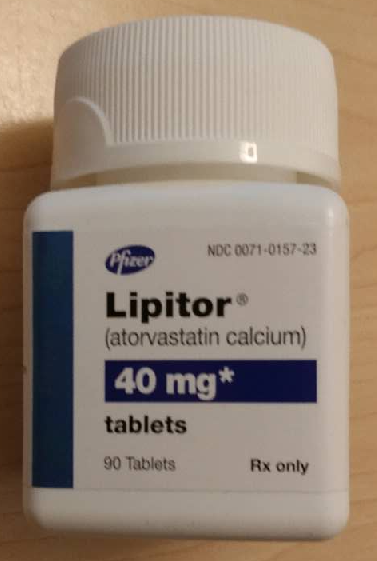 Pfizer
NDC 0071-0157-23
Lipitor®
(atorvastatin calcium)
40 mg*
tablets
90 Tablets Rx only